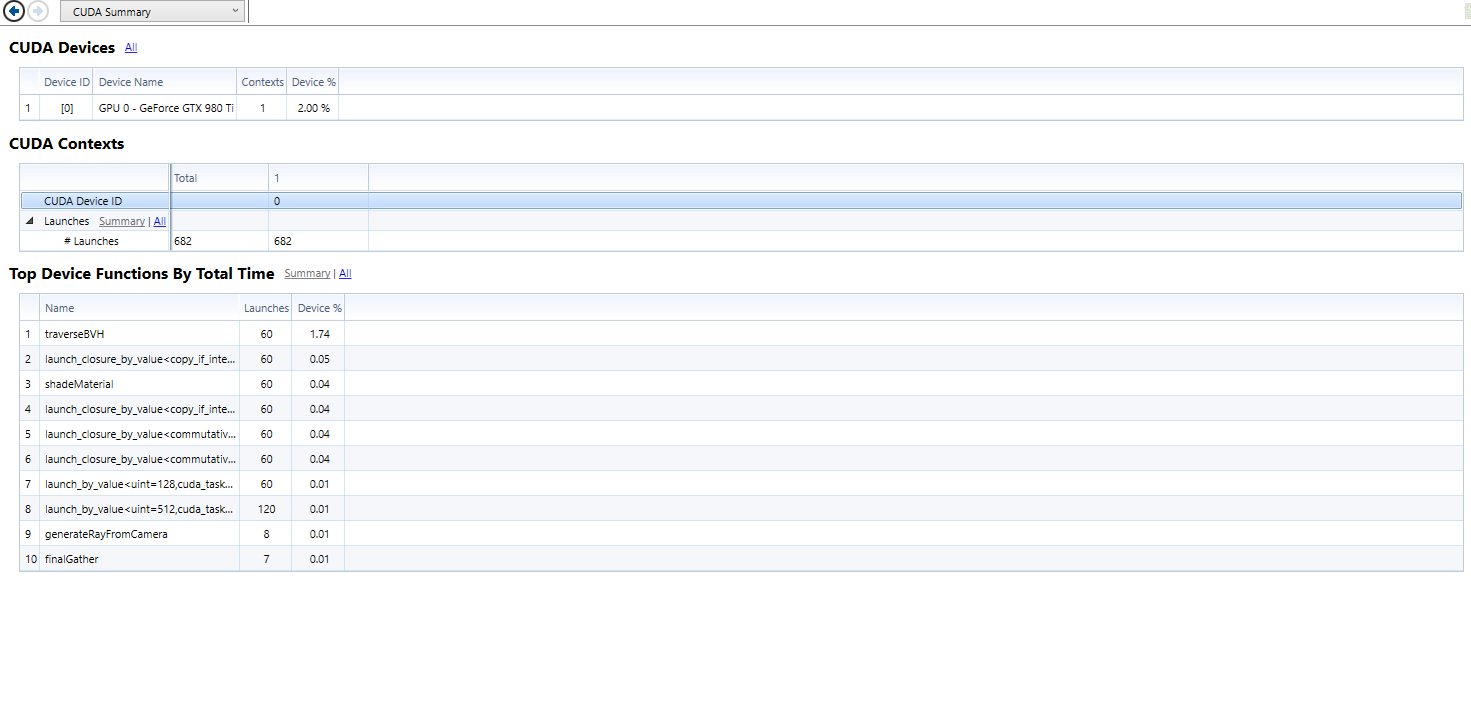 CUDA Summary
CUDA Devices All
Device ID Device Name Contexts Device %
1 [0] GPU 0 - GeForce GTX 980 Ti 1 2.00 %
CUDA Contexts
Total 1
CUDA Device ID 0
Launches Summary | All
# Launches 682 682
Top Device Functions By Total Time Summary | All
Name Launches Device %
1 traverseBVH 60 1.74
2 launch_closure_by_value<copy_if_inte... 60 0.05
3 shadeMaterial 60 0.04
4 launch_closure_by_value<copy_if_inte... 60 0.04
5 launch_closure_by_value<commutativ... 60 0.04
6 launch_closure_by_value<commutativ... 60 0.04
7 launch_by_value<uint=128,cuda_task... 60 0.01
8 launch_by_value<uint=512,cuda_task... 120 0.01
9 generateRayFromCamera 8 0.01
10 finalGather 7 0.01